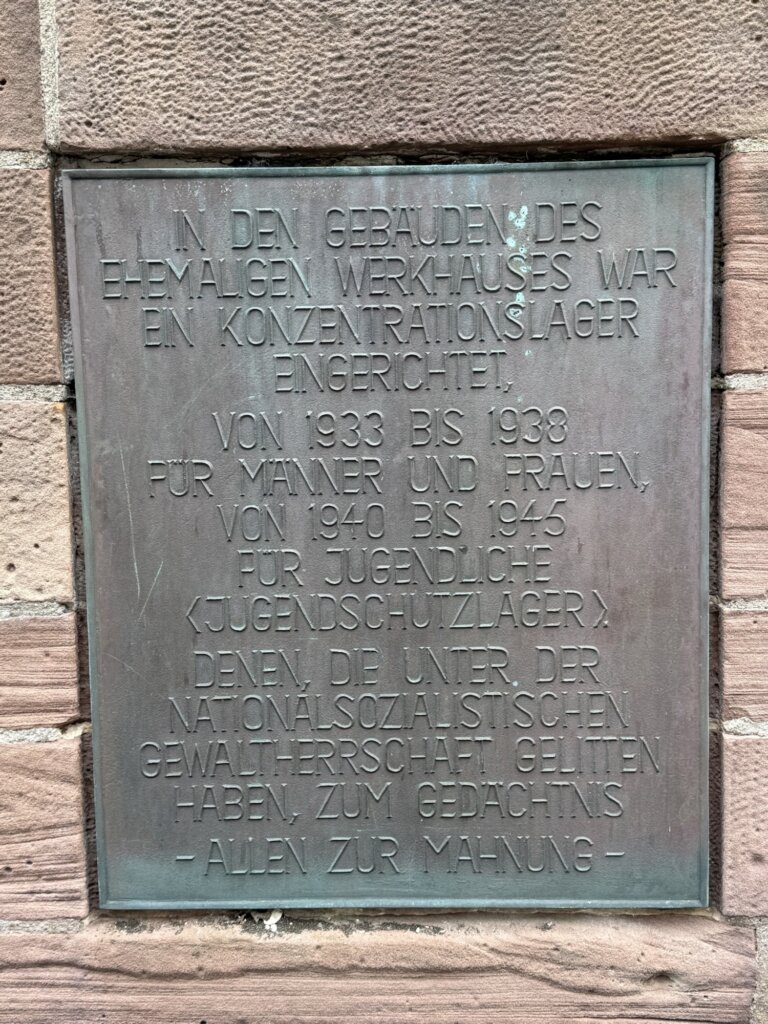 IN DEN GEBÄUDEN DES
EHEMALIGEN WERKHAUSES WAR
EIN KONZENTRATIONSLAGER
EINGERICHTET,
VON 1933 BIS 1938
FÜR MÄNNER UND FRAUEN,
VON 1940 BIS 1945
FÜR JUGENDLICHE
<JUGENDSCHUTZLAGER>
DENEN, DIE UNTER DER
NATIONALSOZIALISTISCHEN
GEWALTHERRSCHAFT GELITTEN
HABEN, ZUM GEDÄCHTNIS
- ALLEN ZUR MAHNUNG -